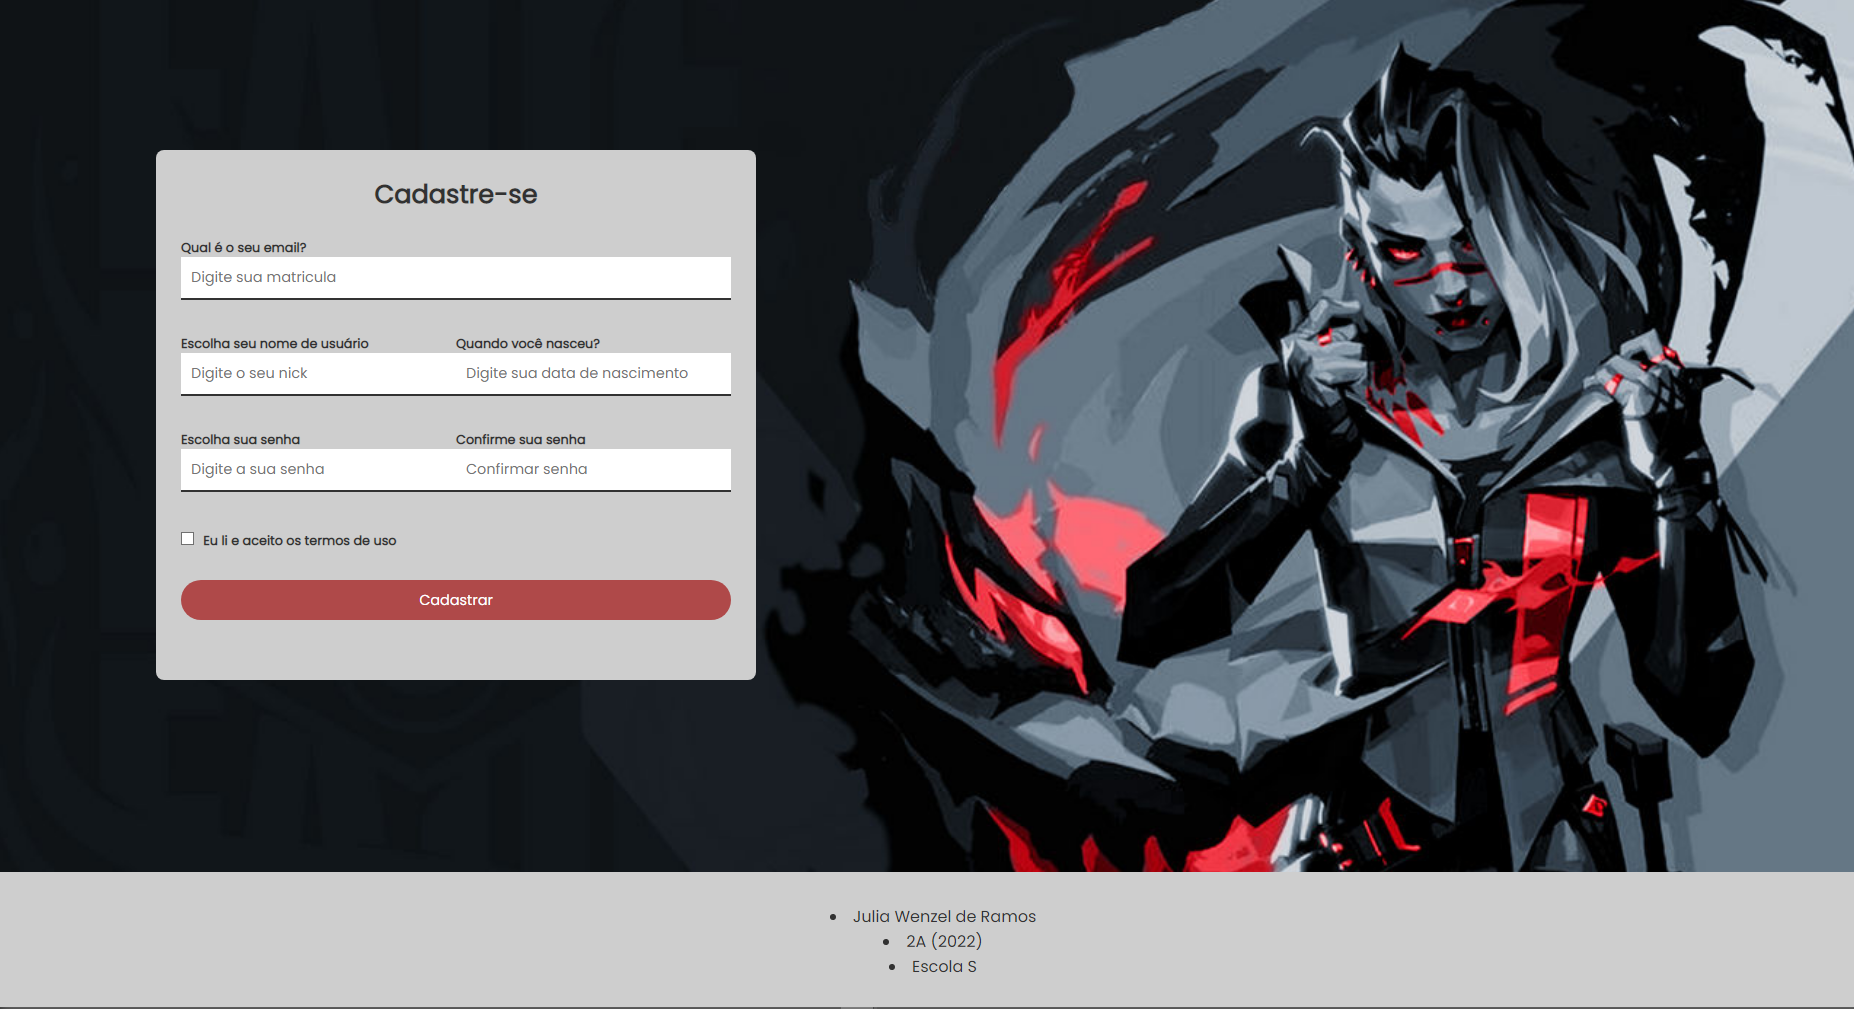 Cadastre-se
Qual é o seu email?
Digite sua matricula
Escolha seu nome de usuário Quando você nasceu?
Digite o seu nick Digite sua data de nascimento
Escolha sua senha Confirme sua senha
Digite a sua senha Confirmar senha
Eu li e aceito os termos de uso
Cadastrar
Julia Wenzel de Ramos
2A (2022)
Escola S